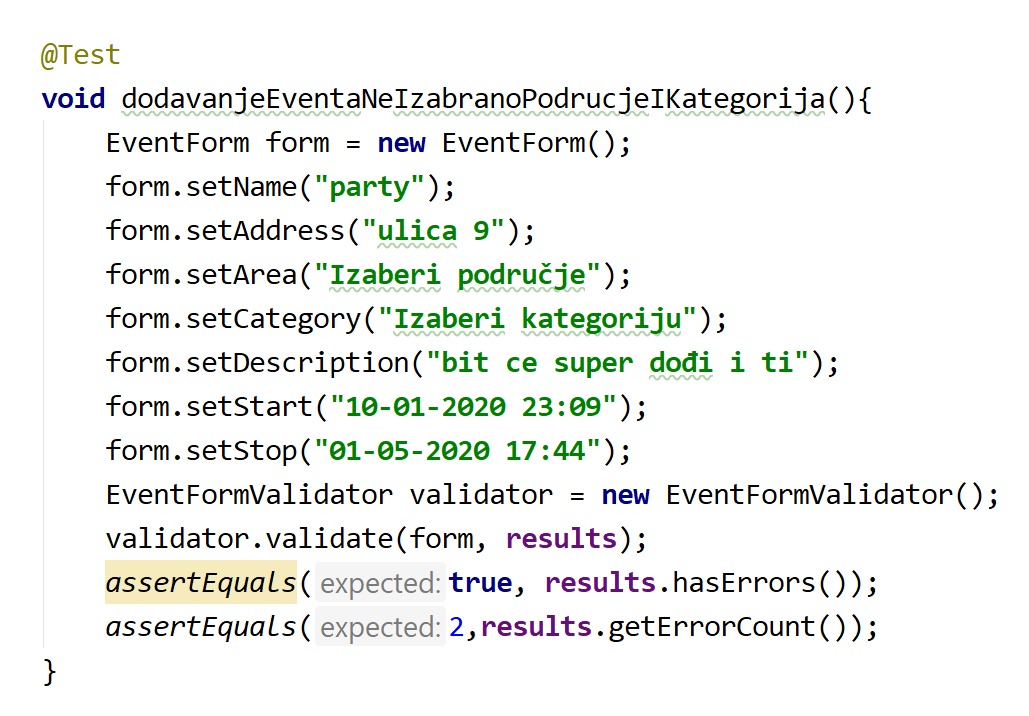 @Test
void dodavanjeEventaNeIzabranoPodrucjeIKategorija(){
EventForm form = new EventForm();
form.setName("party");
form.setAddress("ulica 9");
form.setArea("Izaberi područje");
form.setCategory("Izaberi kategoriju");
form.setDescription("bit ce super dođi i ti");
form.setStart("10-01-2020 23:09");
form.setStop("01-05-2020 17:44");
EventFormValidator validator = new EventFormValidator();
validator.validate(form, results);
assertEquals( expected: true, results.hasErrors());
assertEquals( expected: 2,results.getErrorCount());
}